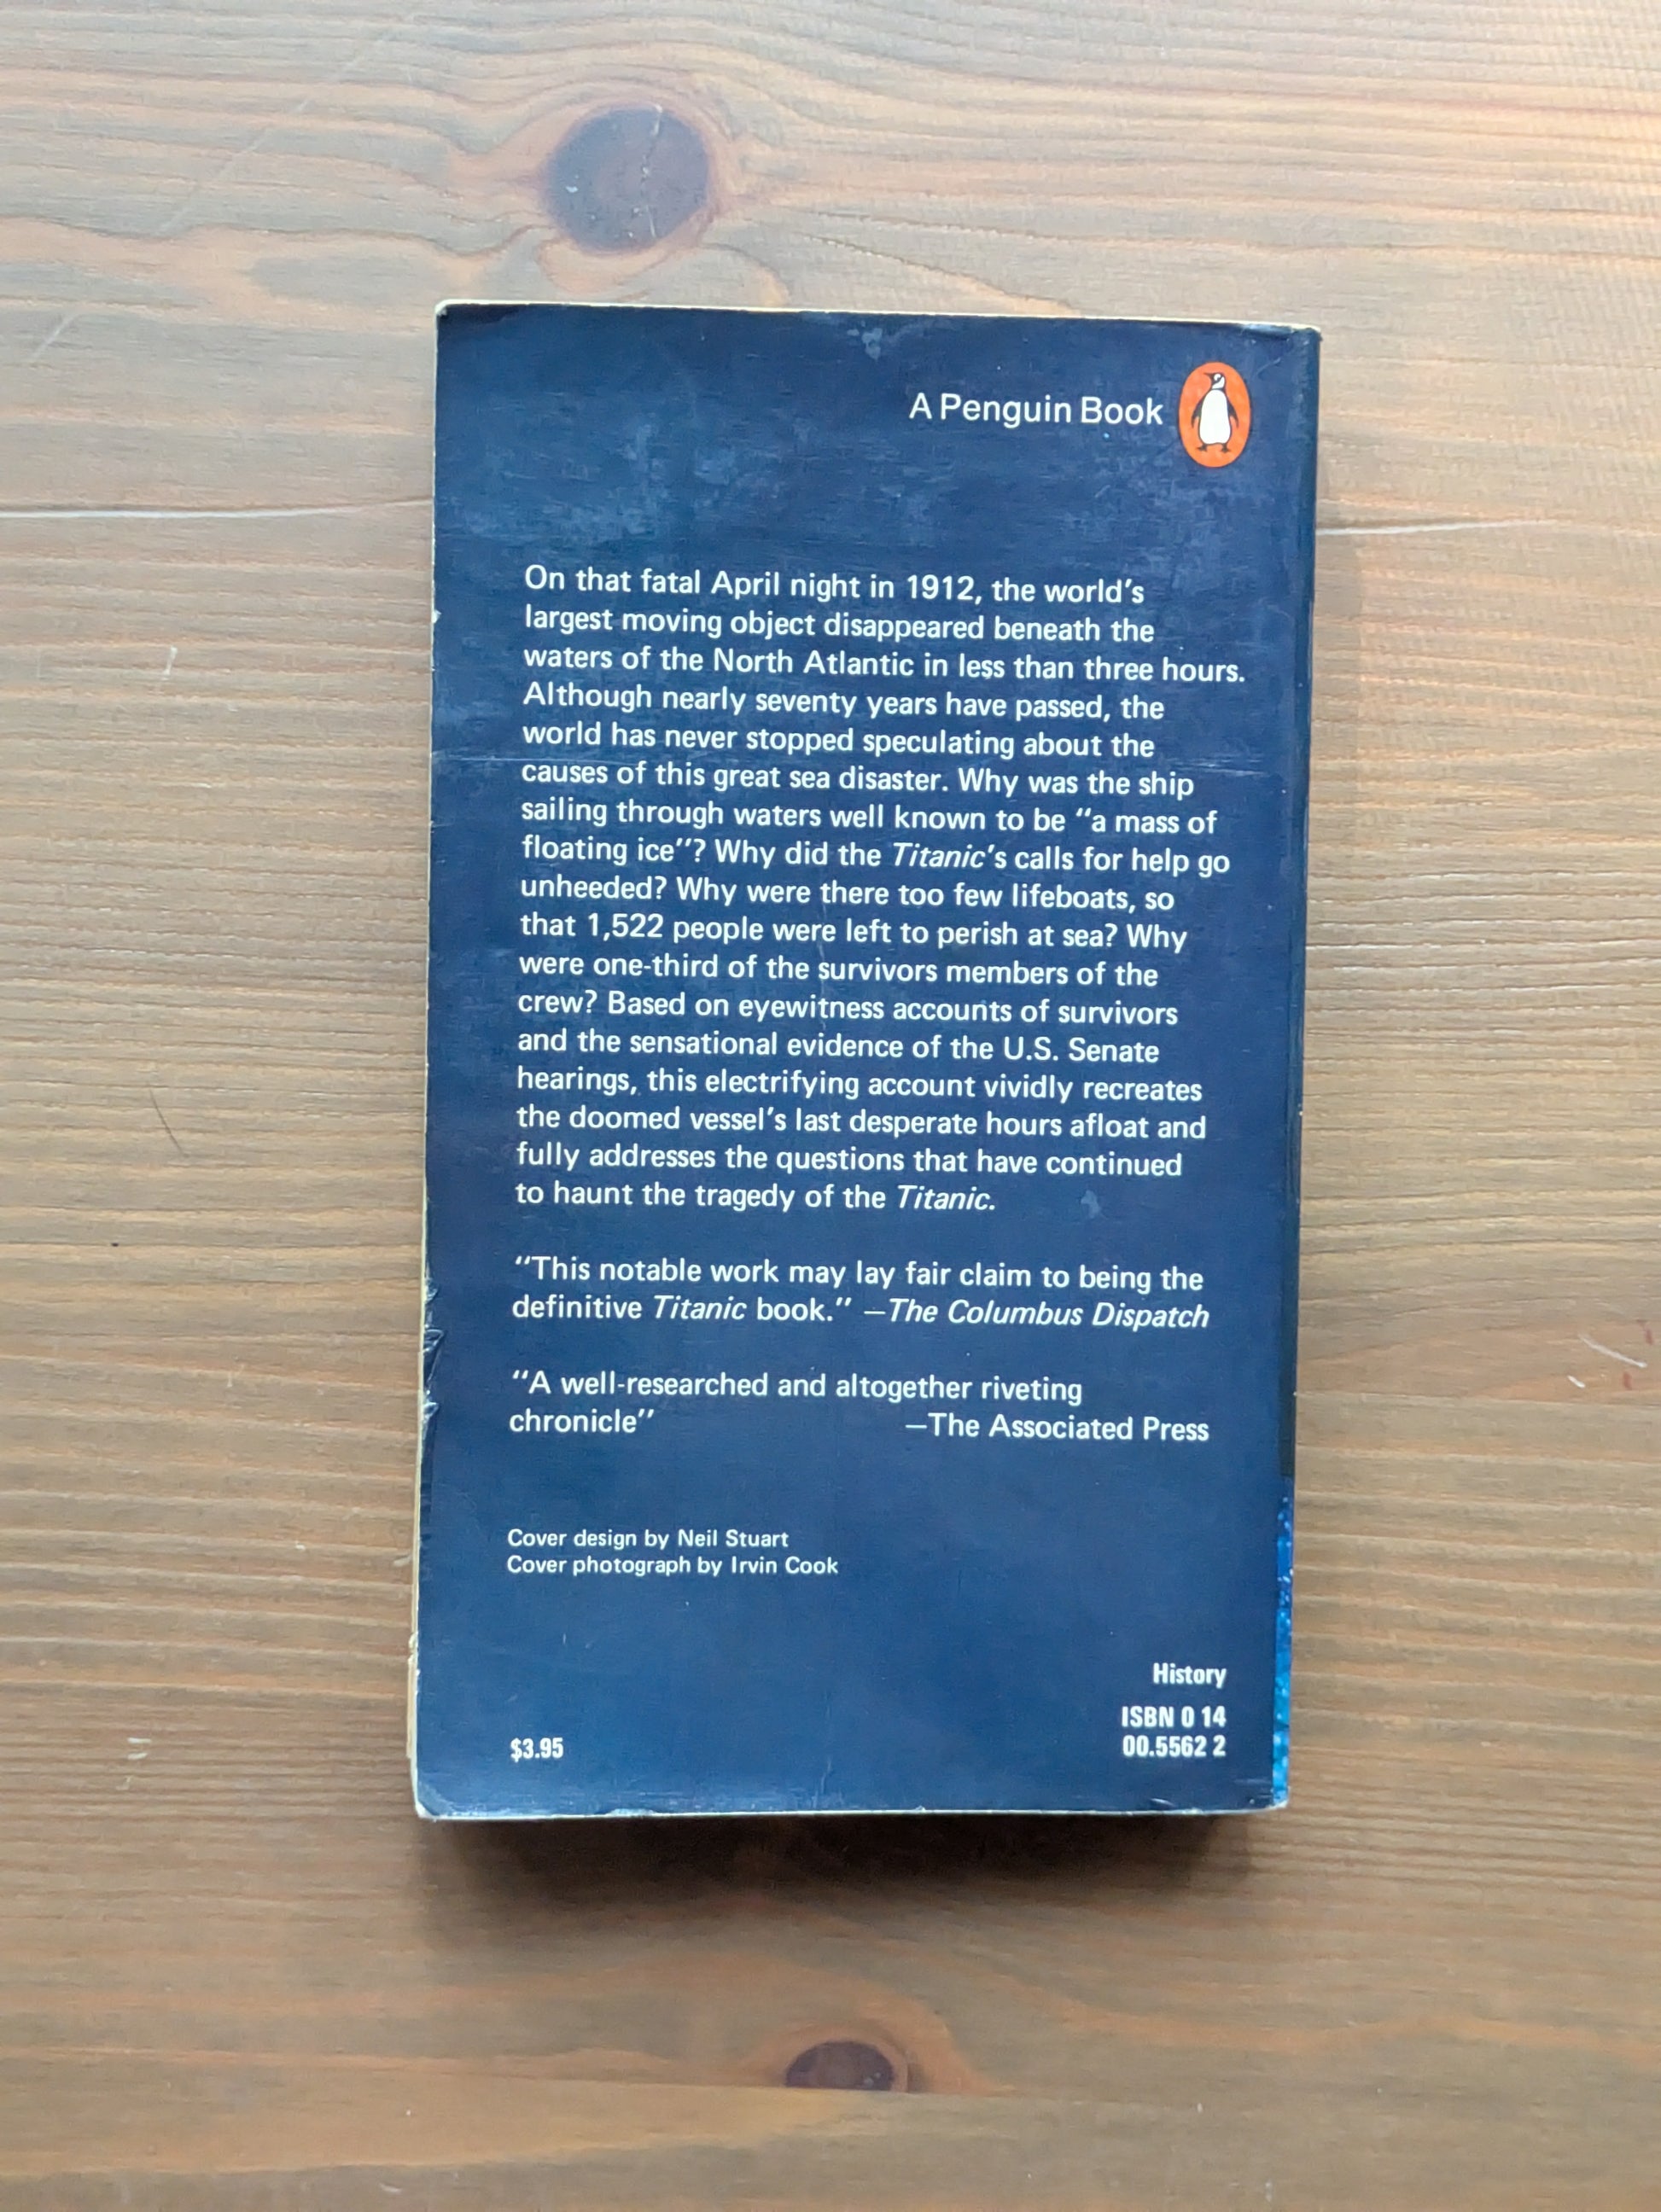 A Penguin Book
On that fatal April night in 1912, the world's
largest moving object disappeared beneath the
waters of the North Atlantic in less than three hours.
Although nearly seventy years have passed, the
world has never stopped speculating about the
causes of this great sea disaster. Why was the ship
sailing through waters well known to be "a mass of
floating ice"? Why did the Titanic's calls for help go
unheeded? Why were there too few lifeboats, so
that 1,522 people were left to perish at sea? Why
were one-third of the survivors members of the
crew? Based on eyewitness accounts of survivors
and the sensational evidence of the U.S. Senate
hearings, this electrifying account vividly recreates
the doomed vessel's last desperate hours afloat and
fully addresses the questions that have continued
to haunt the tragedy of the Titanic.
"This notable work may lay fair claim to being the
definitive Titanic book." —The Columbus Dispatch
"A well-researched and altogether riveting
chronicle" —The Associated Press
Cover design by Neil Stuart
Cover photograph by Irvin Cook
History
ISBN 0 14
00.5562 2
$3.95